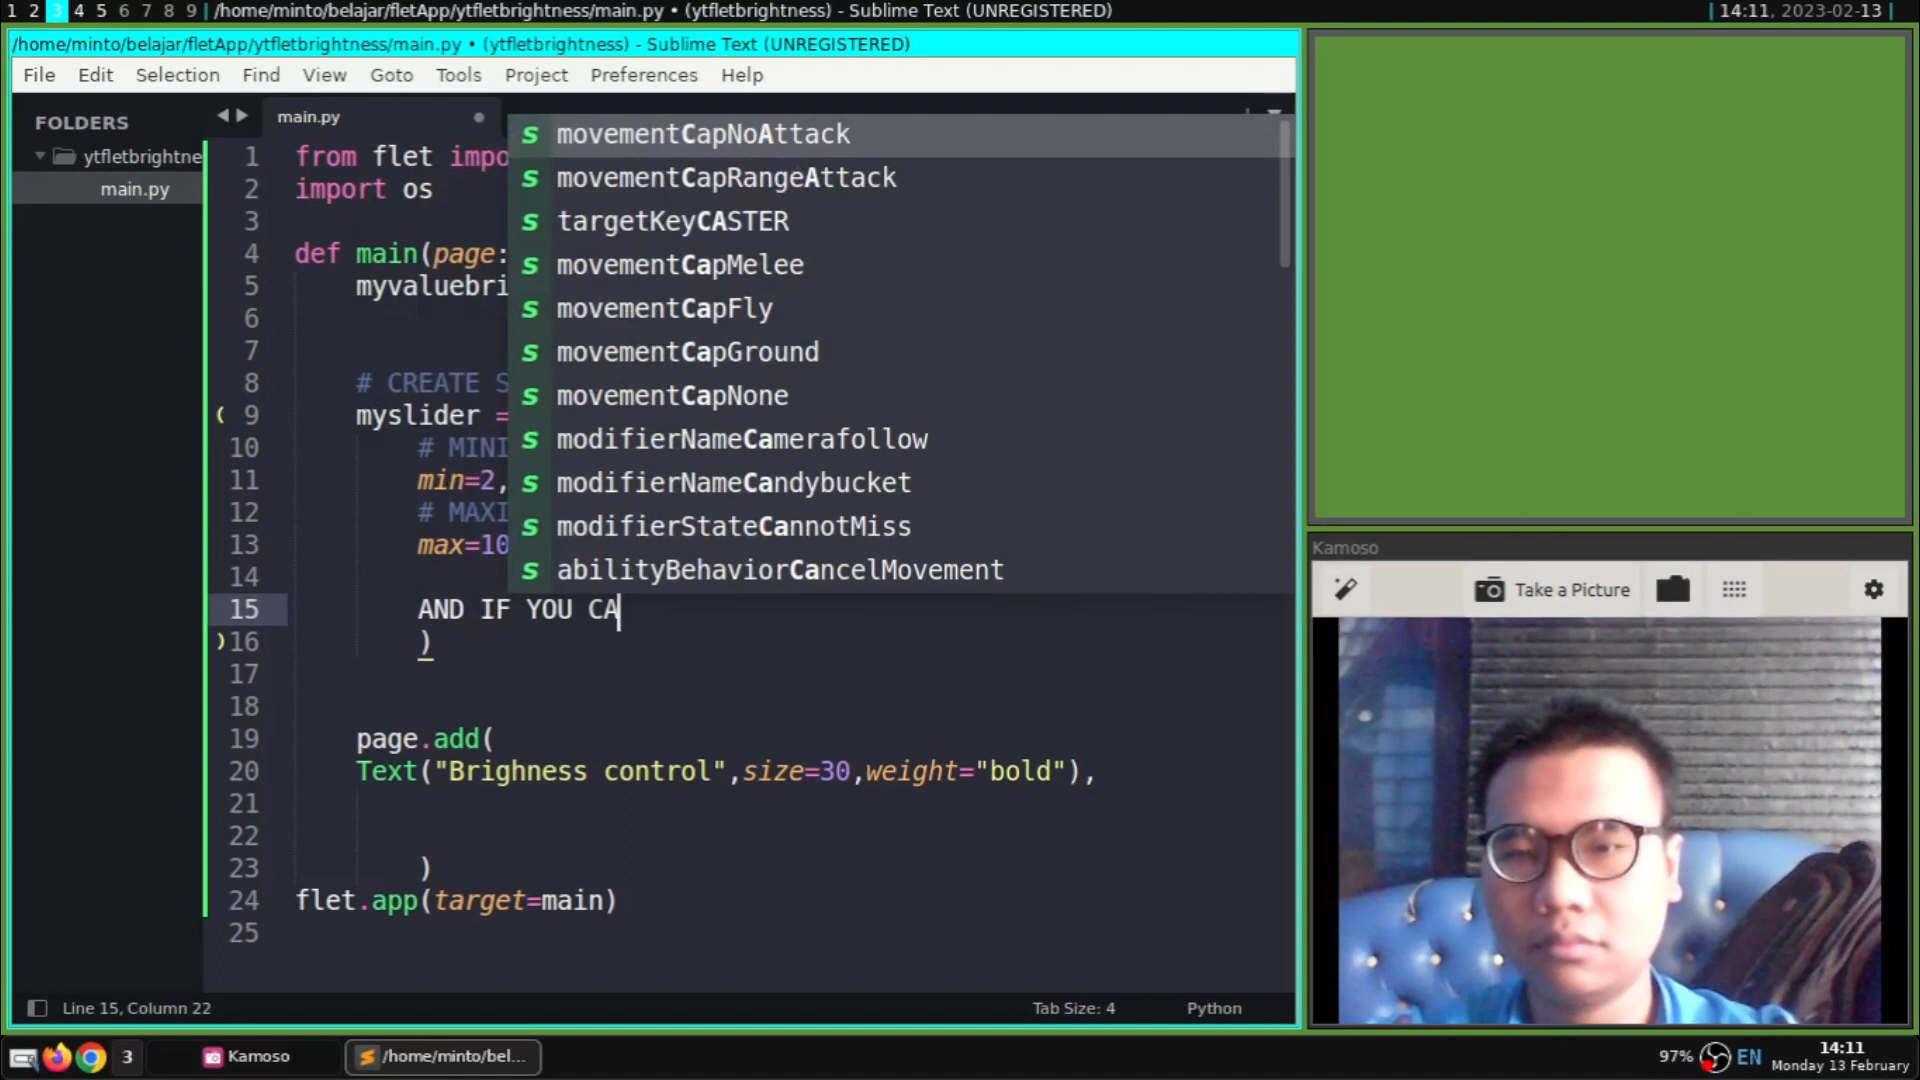 1 2 3 4 5 6 7 8 9 /home/minto/belajar/fletApp/ytfletbrightness/main.py • (ytfletbrightness) - Sublime Text (UNREGISTERED) 14:11, 2023-02-13
/home/minto/belajar/fletApp/ytfletbrightness/main.py • (ytfletbrightness) - Sublime Text (UNREGISTERED)
File Edit Selection Find View Goto Tools Project Preferences Help
FOLDERS
ytfletbrightne
main.py
main.py
1 from flet impo
2 import os
3
4 def main(page:
5 myvaluebri
6
7
8 # CREATE S
9 myslider =
10 # MINI
11 min=2,
12 # MAXI
13 max=10
14
15 AND IF YOU CA
16 )
17
18
19 page.add(
20 Text("Brighness control",size=30,weight="bold"),
21
22
23 )
24 flet.app(target=main)
25
s movementCapNoAttack
s movementCapRangeAttack
s targetKeyCASTER
s movementCapMelee
s movementCapFly
s movementCapGround
s movementCapNone
s modifierNameCamerafollow
s modifierNameCandybucket
s modifierStateCannotMiss
s abilityBehaviorCancelMovement
Line 15, Column 22 Tab Size: 4 Python
Kamoso
Take a Picture
3 Kamoso /home/minto/bel... 97% EN 14:11
Monday 13 February